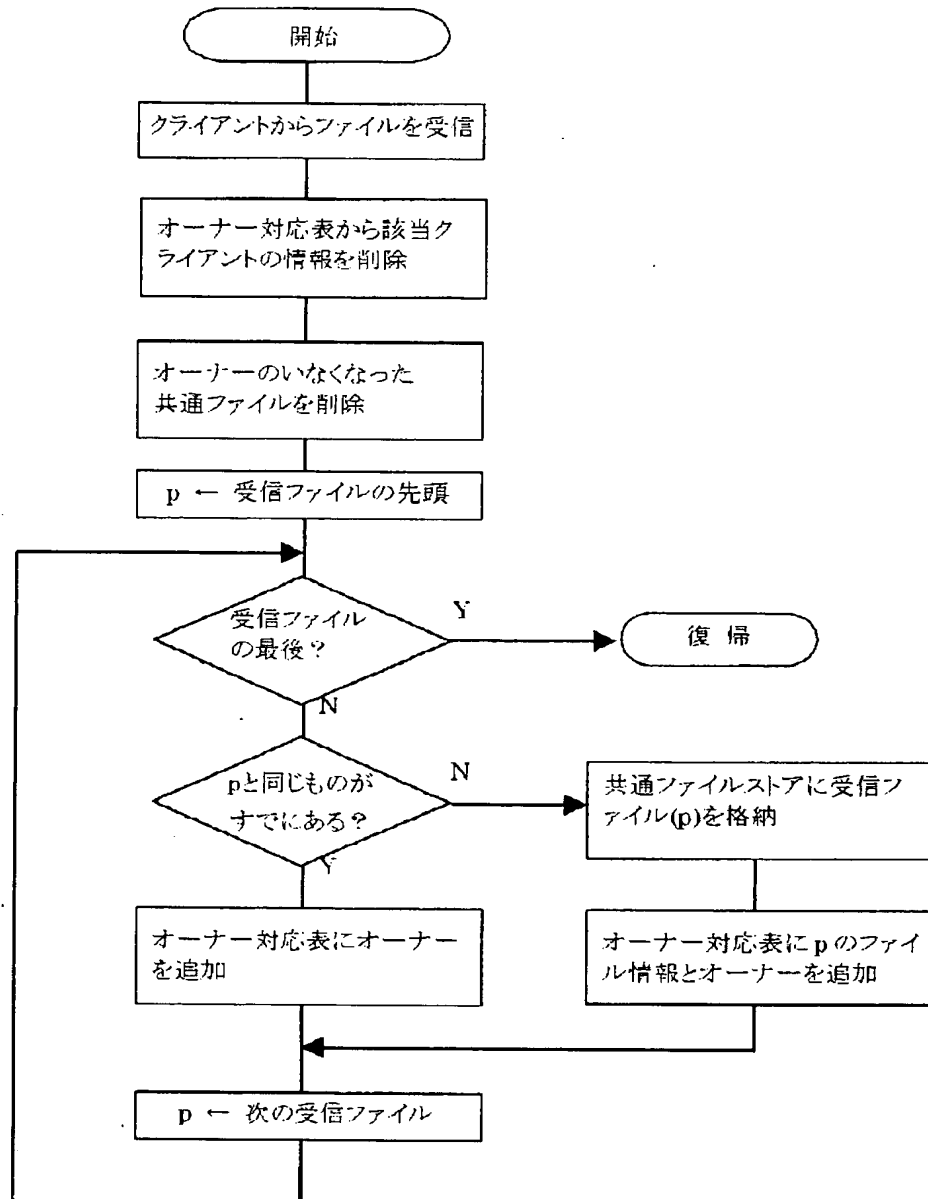 開始
クライアントからファイルを受信
オーナー対応表から該当ク
ライアントの情報を削除
オーナーのいなくなった
共通ファイルを削除
p ← 受信ファイルの先頭
受信ファイル
の最後?
Y
復 帰
N
pと同じものが
すでにある?
N
共通ファイルストアに受信フ
ァイル(p)を格納
Y
オーナー対応表にオーナー
を追加
オーナー対応表に p のファイ
ル情報とオーナーを追加
p ← 次の受信ファイル